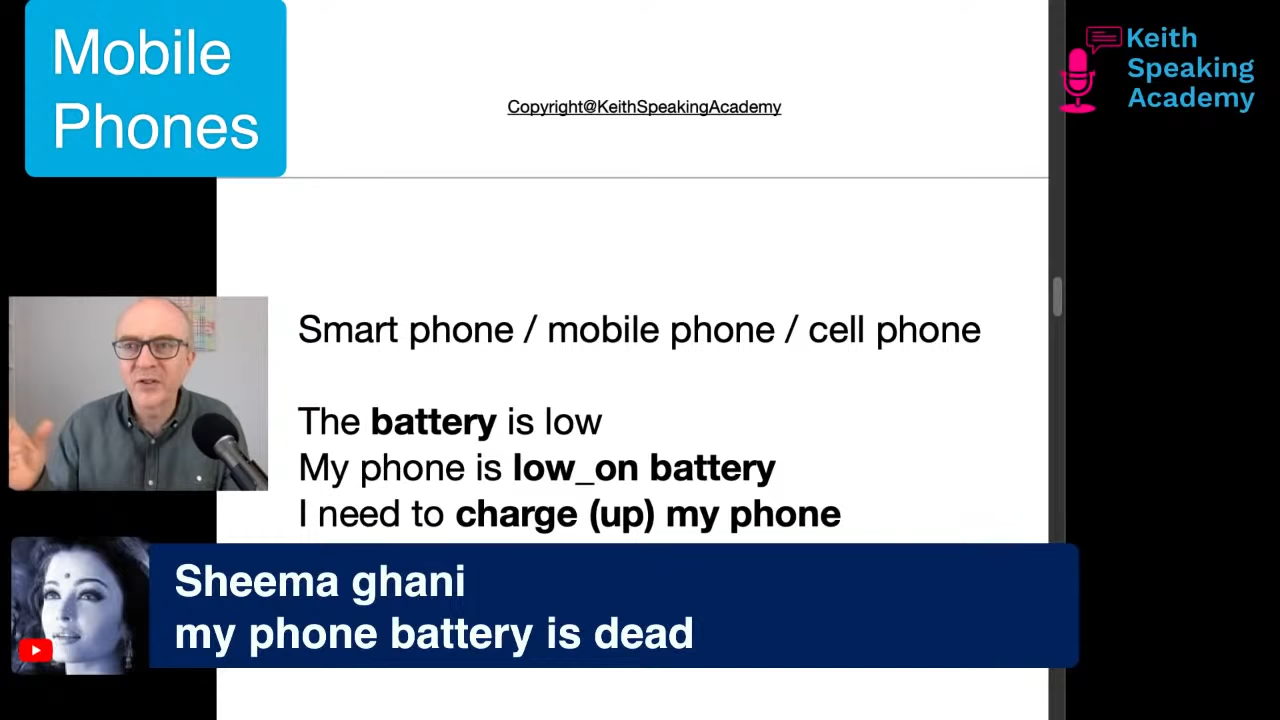 Mobile
Phones
Copyright@KeithSpeakingAcademy
Keith
Speaking
Academy
Smart phone / mobile phone / cell phone
The battery is low
My phone is low_on battery
I need to charge (up) my phone
Sheema ghani
my phone battery is dead